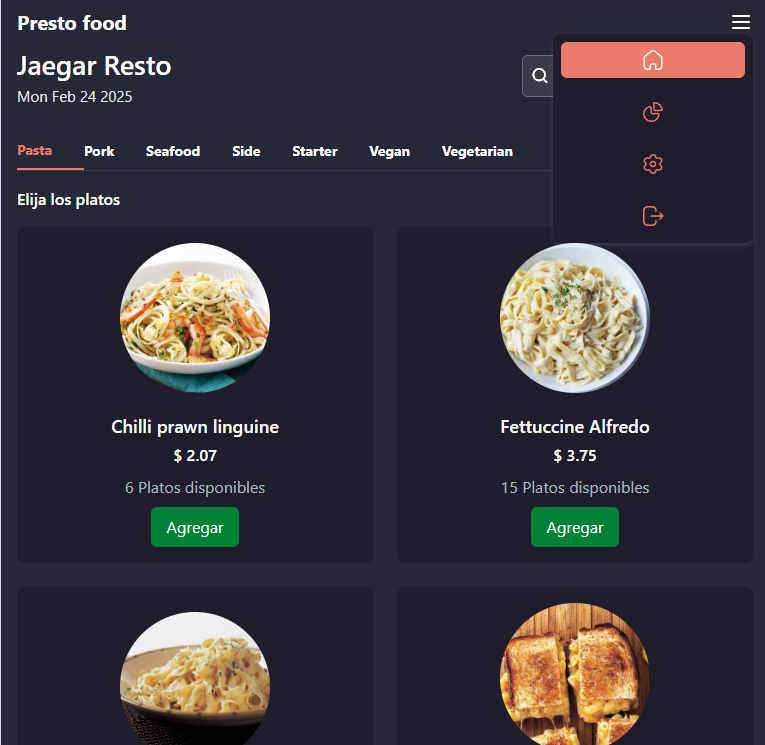 Presto food
Jaegar Resto
Mon Feb 24 2025
Pasta Pork Seafood Side Starter Vegan Vegetarian
Elija los platos
Chilli prawn linguine
$ 2.07
6 Platos disponibles
Agregar
Fettuccine Alfredo
$ 3.75
15 Platos disponibles
Agregar